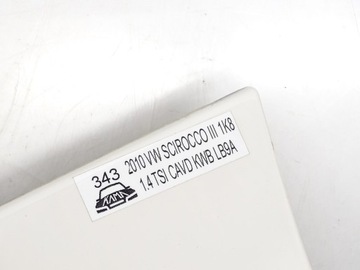 343
2010 VW SCIROCCO III 1K8
1.4 TSI CAVD KWB LB9A